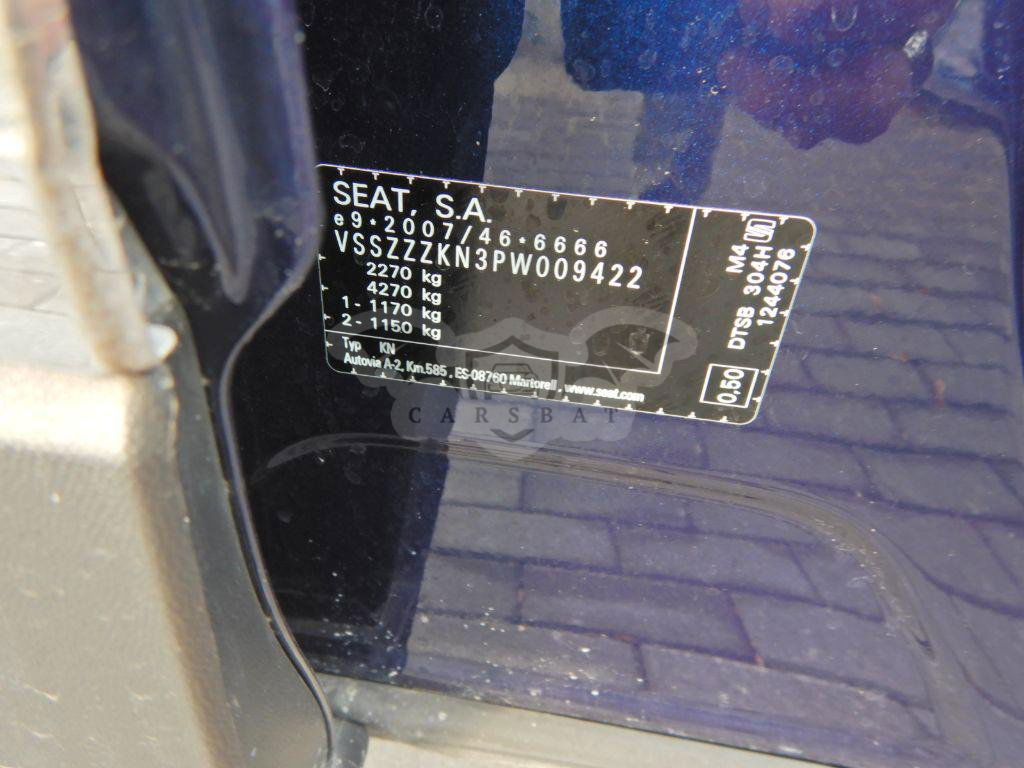 SEAT, S.A.
e9*2007/46*6666
VSSZZZKN3PW009422
2270 kg
4270 kg
1- 1170 kg
2- 1150 kg
Typ KN
Autovia A-2, Km.585 , ES-08760 Martorell , www.seat.com
M4
DTSB 304H
1244076
0.50
CARSBAT